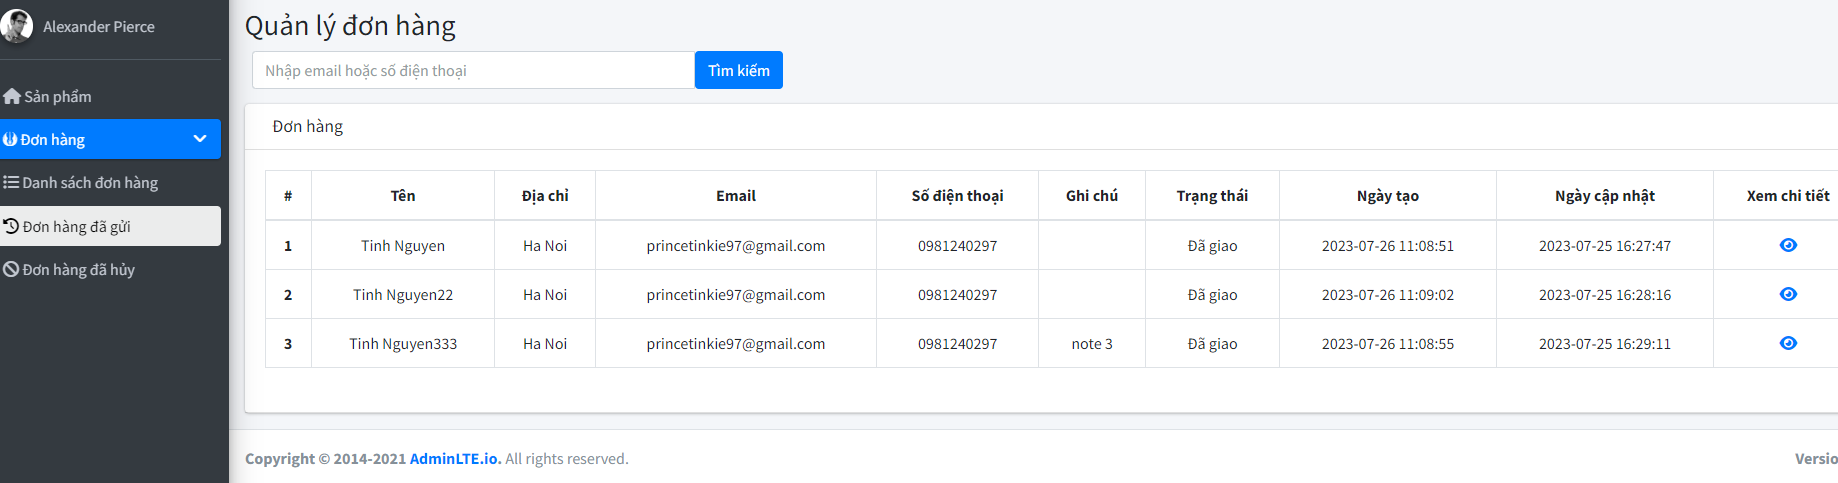 Alexander Pierce
Sản phẩm
Đơn hàng
Danh sách đơn hàng
Đơn hàng đã gửi
Đơn hàng đã hủy
Quản lý đơn hàng
Nhập email hoặc số điện thoại Tìm kiếm
Đơn hàng
# Tên Địa chỉ Email Số điện thoại Ghi chú Trạng thái Ngày tạo Ngày cập nhật Xem chi tiết
1 Tinh Nguyen Ha Noi princetinkie97@gmail.com 0981240297 Đã giao 2023-07-26 11:08:51 2023-07-25 16:27:47
2 Tinh Nguyen22 Ha Noi princetinkie97@gmail.com 0981240297 Đã giao 2023-07-26 11:09:02 2023-07-25 16:28:16
3 Tinh Nguyen333 Ha Noi princetinkie97@gmail.com 0981240297 note 3 Đã giao 2023-07-26 11:08:55 2023-07-25 16:29:11
Copyright © 2014-2021 AdminLTE.io. All rights reserved. Versio